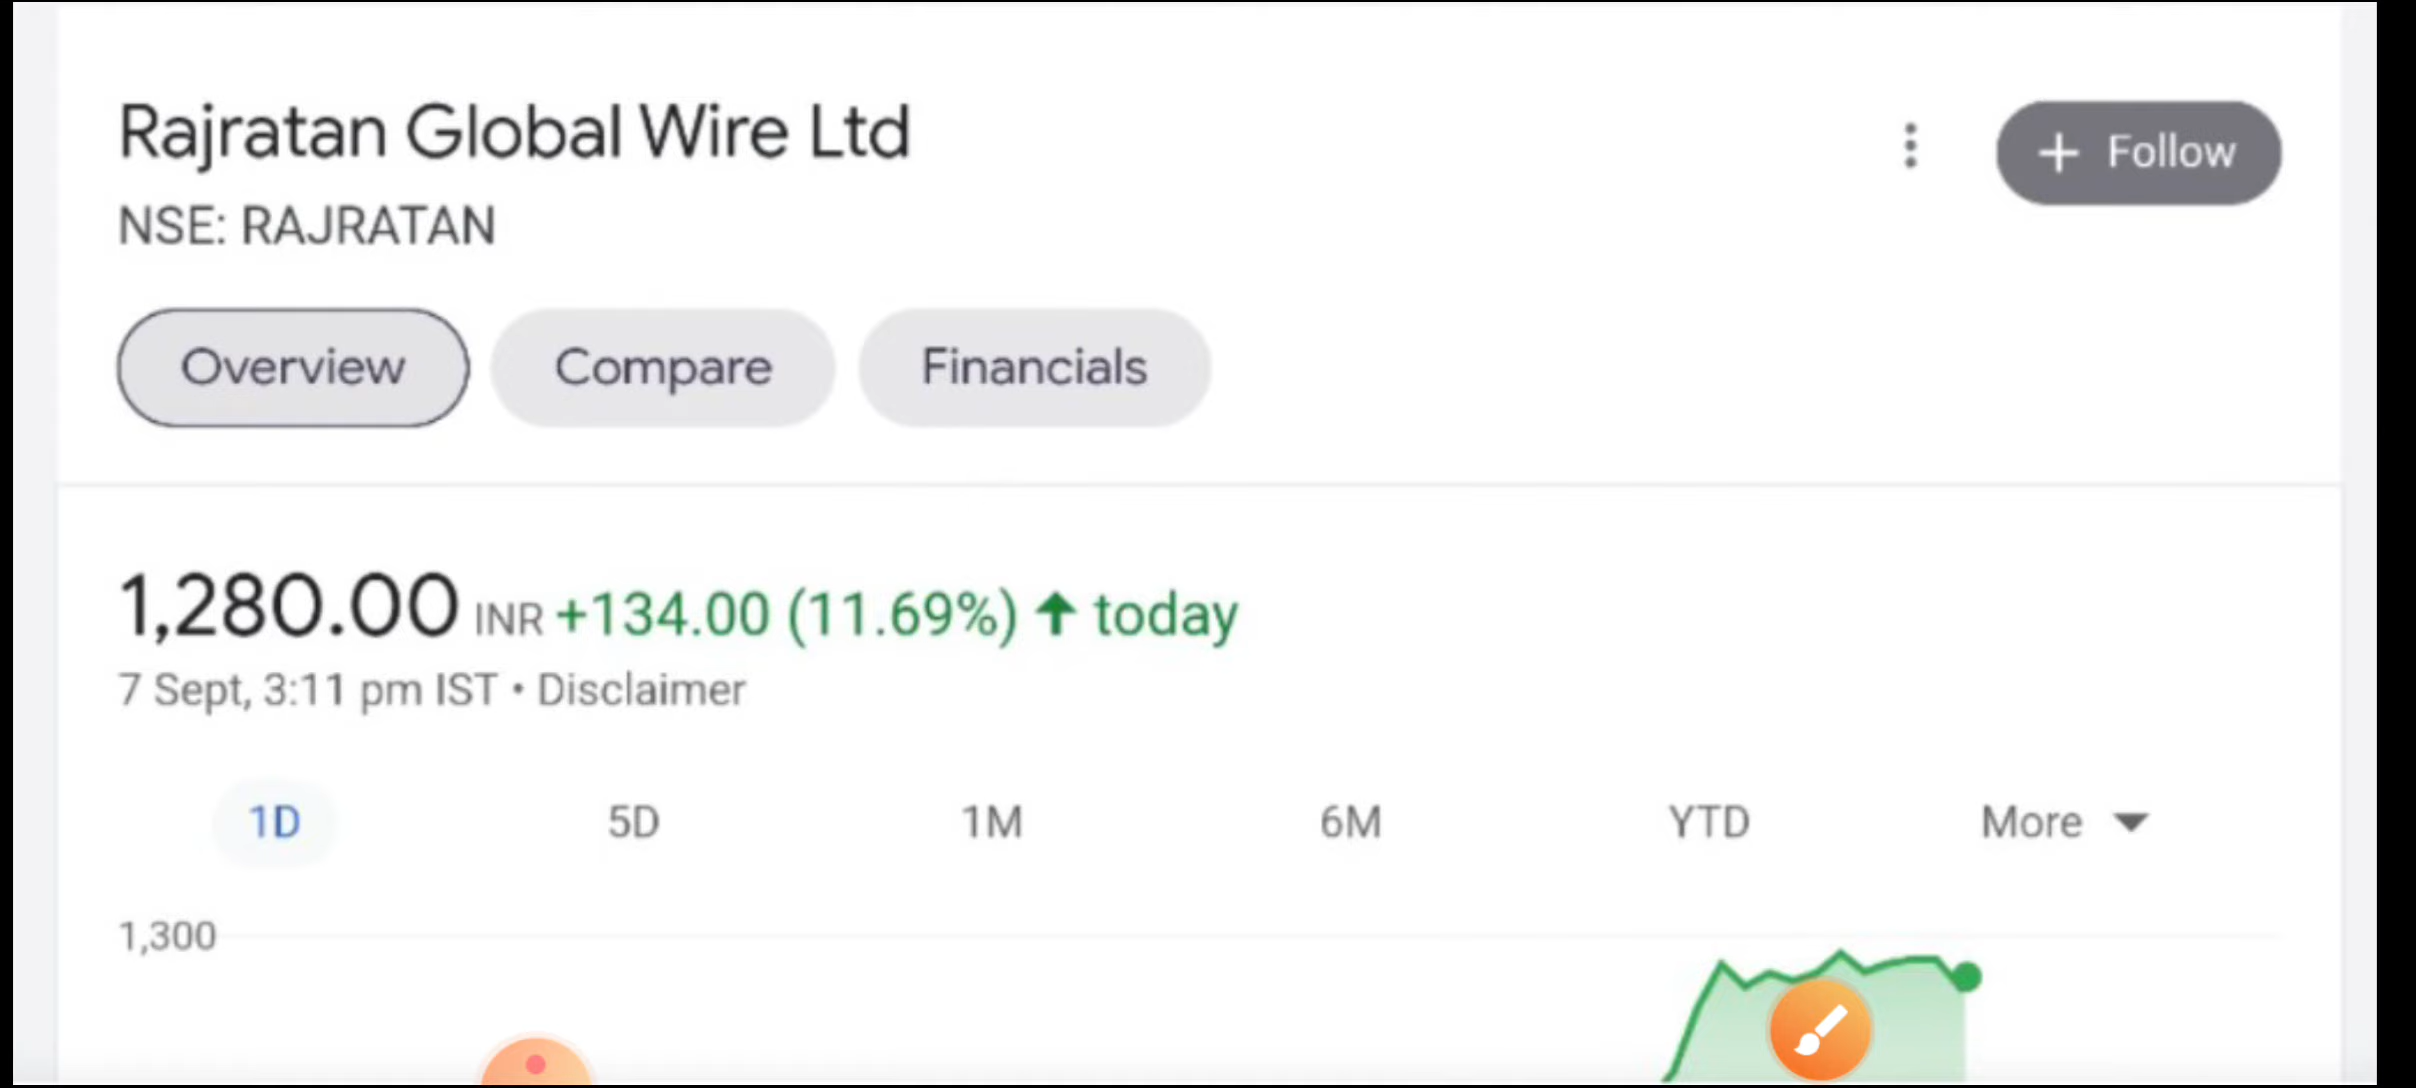 Rajratan Global Wire Ltd
+ Follow
NSE: RAJRATAN
Overview Compare Financials
1,280.00 INR +134.00 (11.69%) ↑ today
7 Sept, 3:11 pm IST • Disclaimer
1D 5D 1M 6M YTD More
1,300